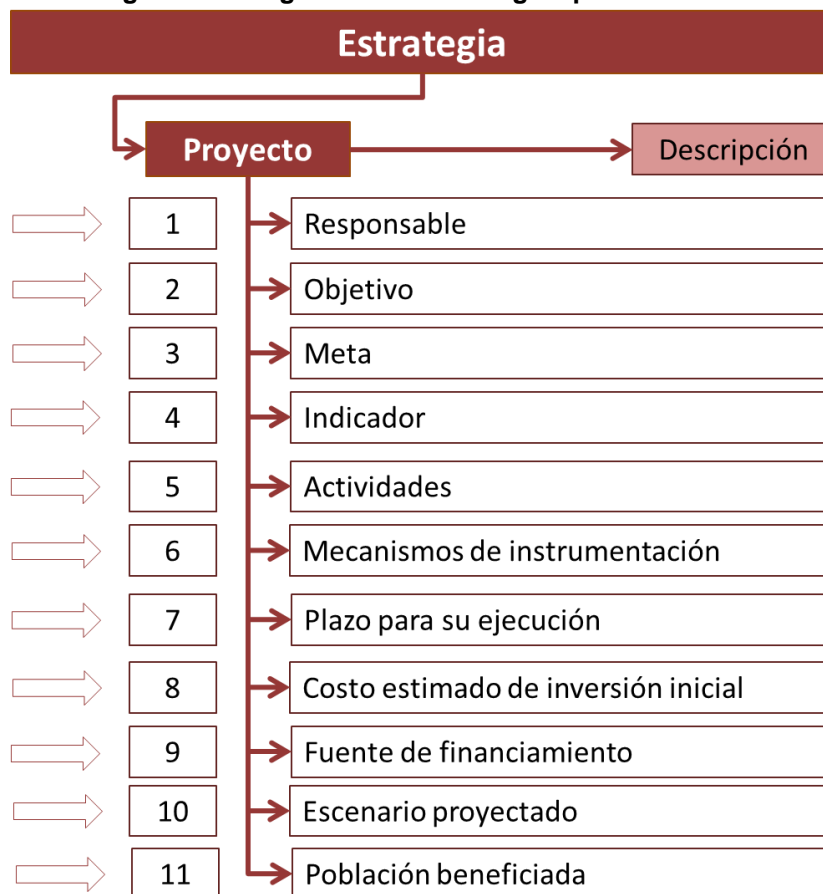 Estrategia
Proyecto
Descripción
1 Responsable
2 Objetivo
3 Meta
4 Indicador
5 Actividades
6 Mecanismos de instrumentación
7 Plazo para su ejecución
8 Costo estimado de inversión inicial
9 Fuente de financiamiento
10 Escenario proyectado
11 Población beneficiada